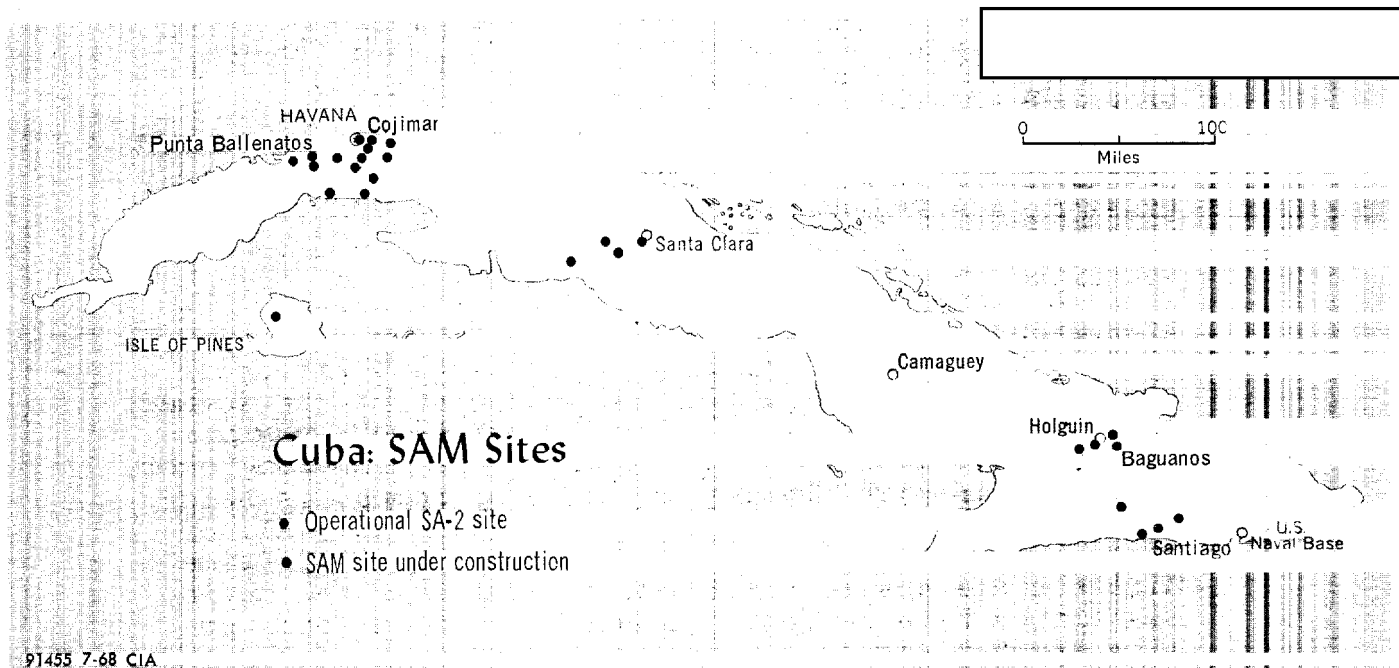 HAVANA
Cojimar
Punta Ballenatos
0 100
Miles
Santa Clara
ISLE OF PINES
Camaguey
Holguin
Baguanos
Cuba: SAM Sites
Operational SA-2 site
SAM site under construction
Santiago
U.S.
Naval Base
91455 7-68 CIA